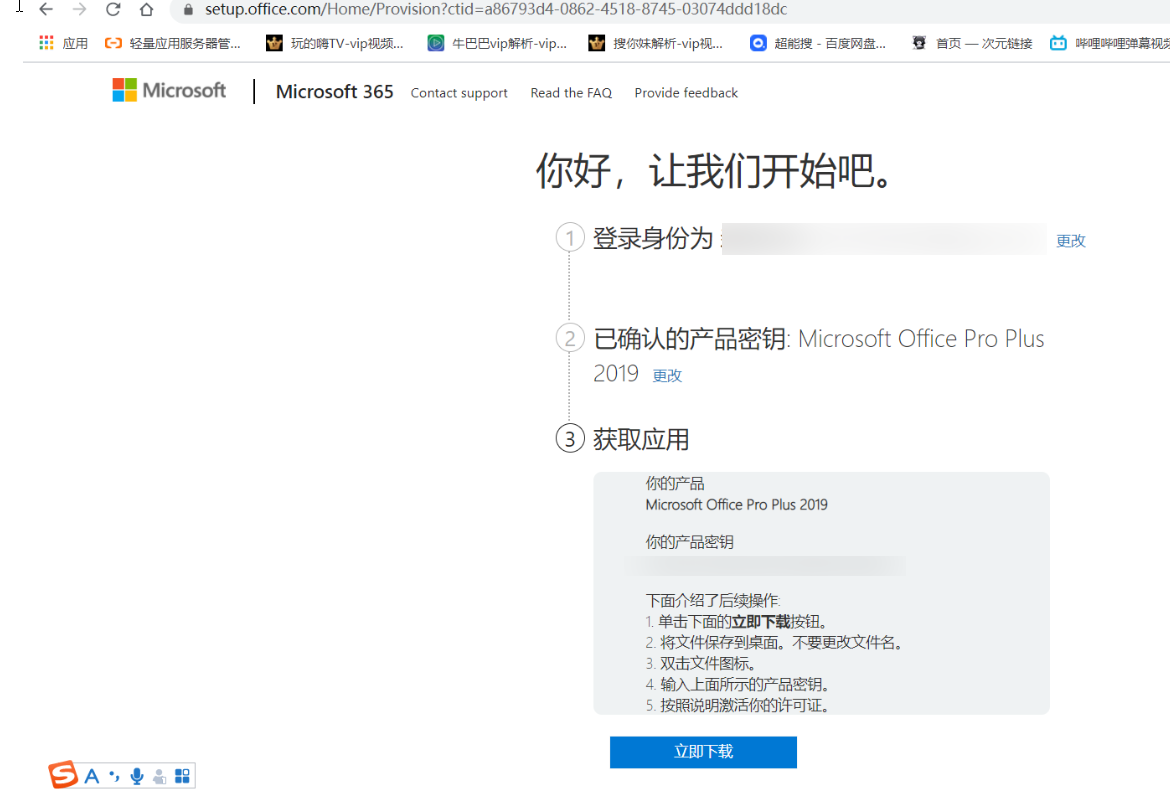 setup.office.com/Home/Provision?ctid=a86793d4-0862-4518-8745-03074ddd18dc
应用 轻量应用服务器管... 玩的嗨TV-vip视频... 牛巴巴vip解析-vip... 搜你妹解析-vip视... 超能搜 - 百度网盘... 首页 — 次元链接 哔哩哔哩弹幕视频
Microsoft Microsoft 365 Contact support Read the FAQ Provide feedback
你好，让我们开始吧。
1 登录身份为 更改
2 已确认的产品密钥: Microsoft Office Pro Plus
2019 更改
3 获取应用
你的产品
Microsoft Office Pro Plus 2019
你的产品密钥
下面介绍了后续操作:
1. 单击下面的立即下载按钮。
2. 将文件保存到桌面。不要更改文件名。
3. 双击文件图标。
4. 输入上面所示的产品密钥。
5. 按照说明激活你的许可证。
立即下载
S A